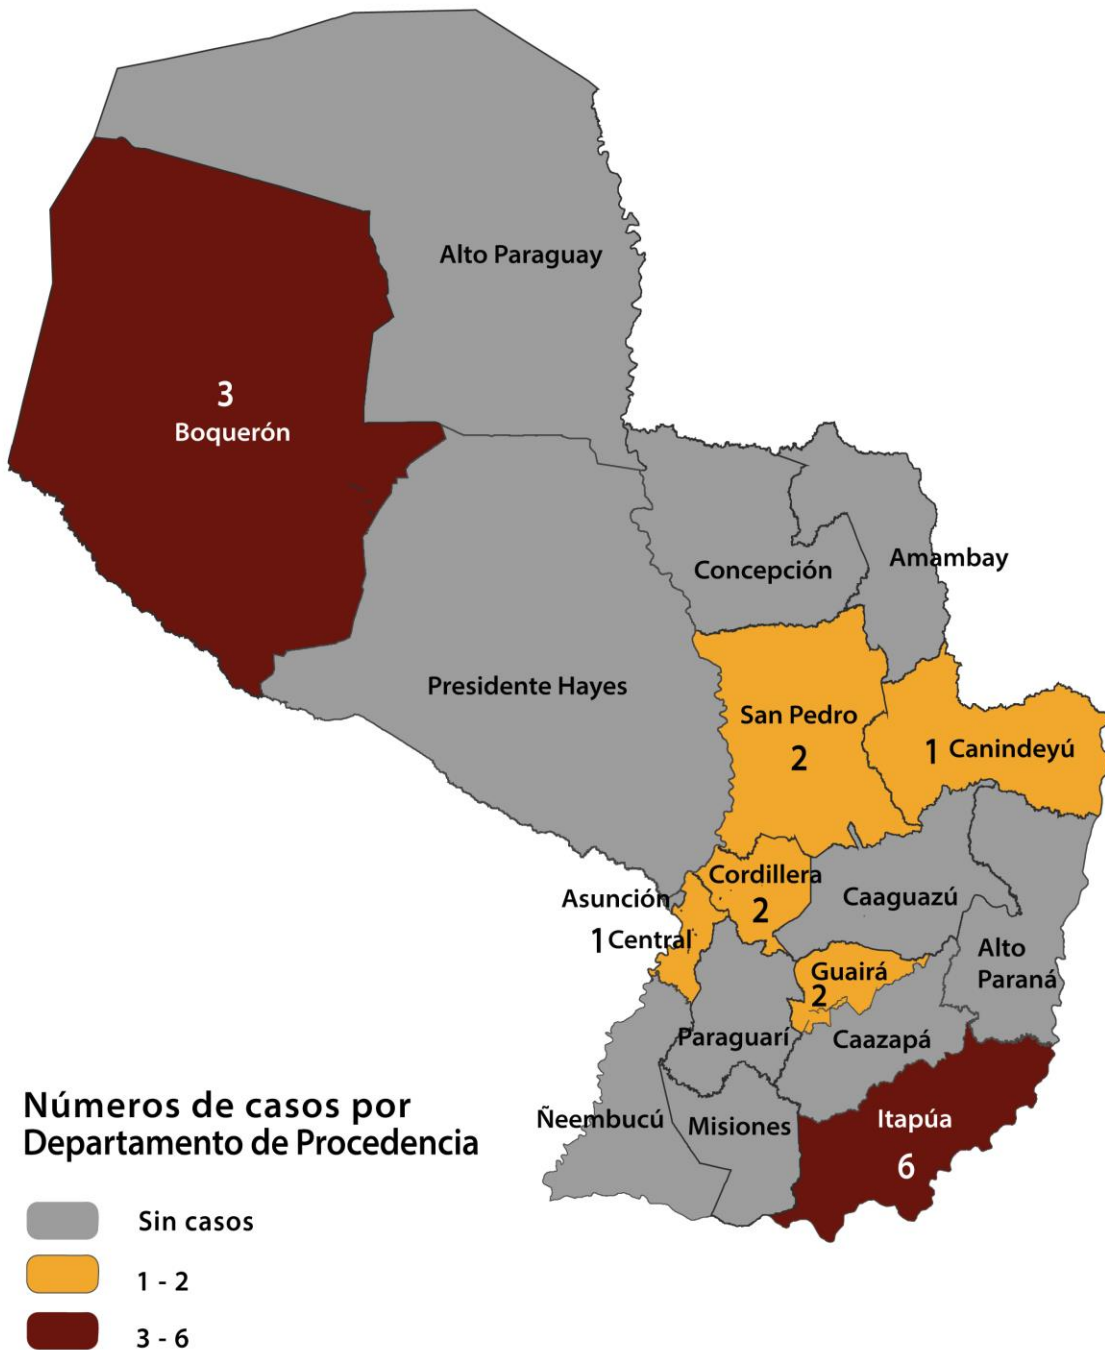 Alto Paraguay
3
Boquerón
Concepción
Amambay
Presidente Hayes
San Pedro
2
1 Canindeyú
Cordillera
2
Asunción
1 Central
Caaguazú
Alto
Paraná
Guairá
2
Paraguarí
Caazapá
Ñeembucú
Misiones
Itapúa
6
Números de casos por
Departamento de Procedencia
Sin casos
1 - 2
3 - 6